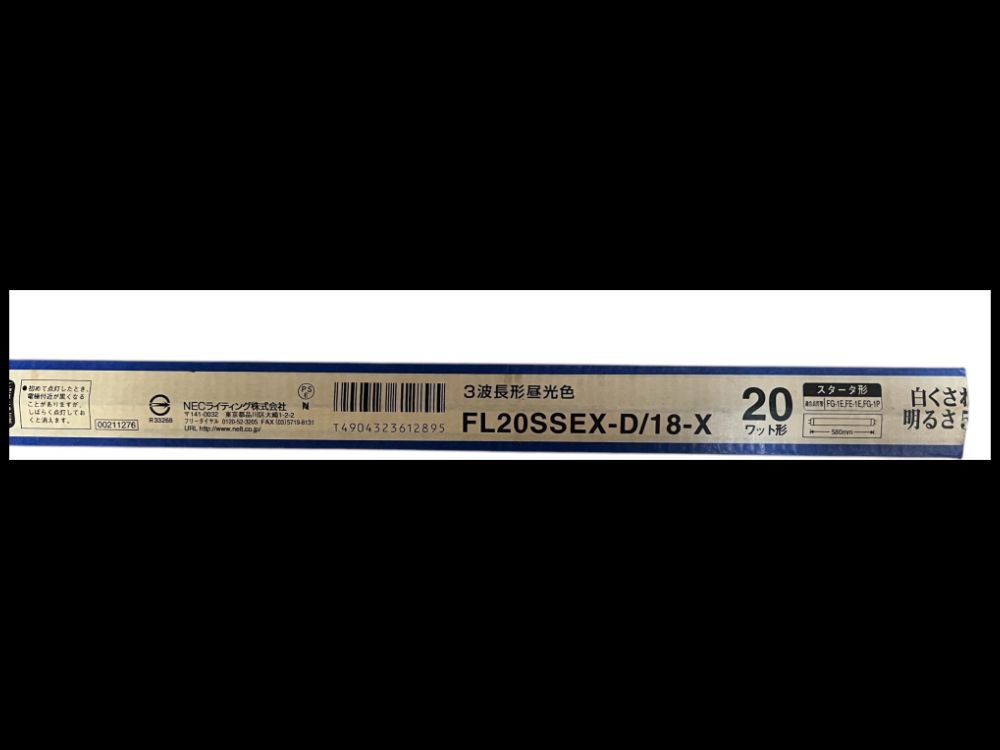 ●初めて点灯したとき、
電極付近が黒くなる
ことがありますが、
しばらく点灯してお
くと消えます。
00211276
R33268
NECライティング株式会社
〒141-0032 東京都品川区大崎1-2-2
フリーダイヤル 0120-52-3205 FAX (03)5719-8131
URL http://www.nelt.co.jp/
PS
E
N
T4904323612895
3波長形昼光色
FL20SSEX-D/18-X
20
ワット形
スタータ形
FG-1E,FE-1E,FG-1P
580mm
白くさ
明るさ